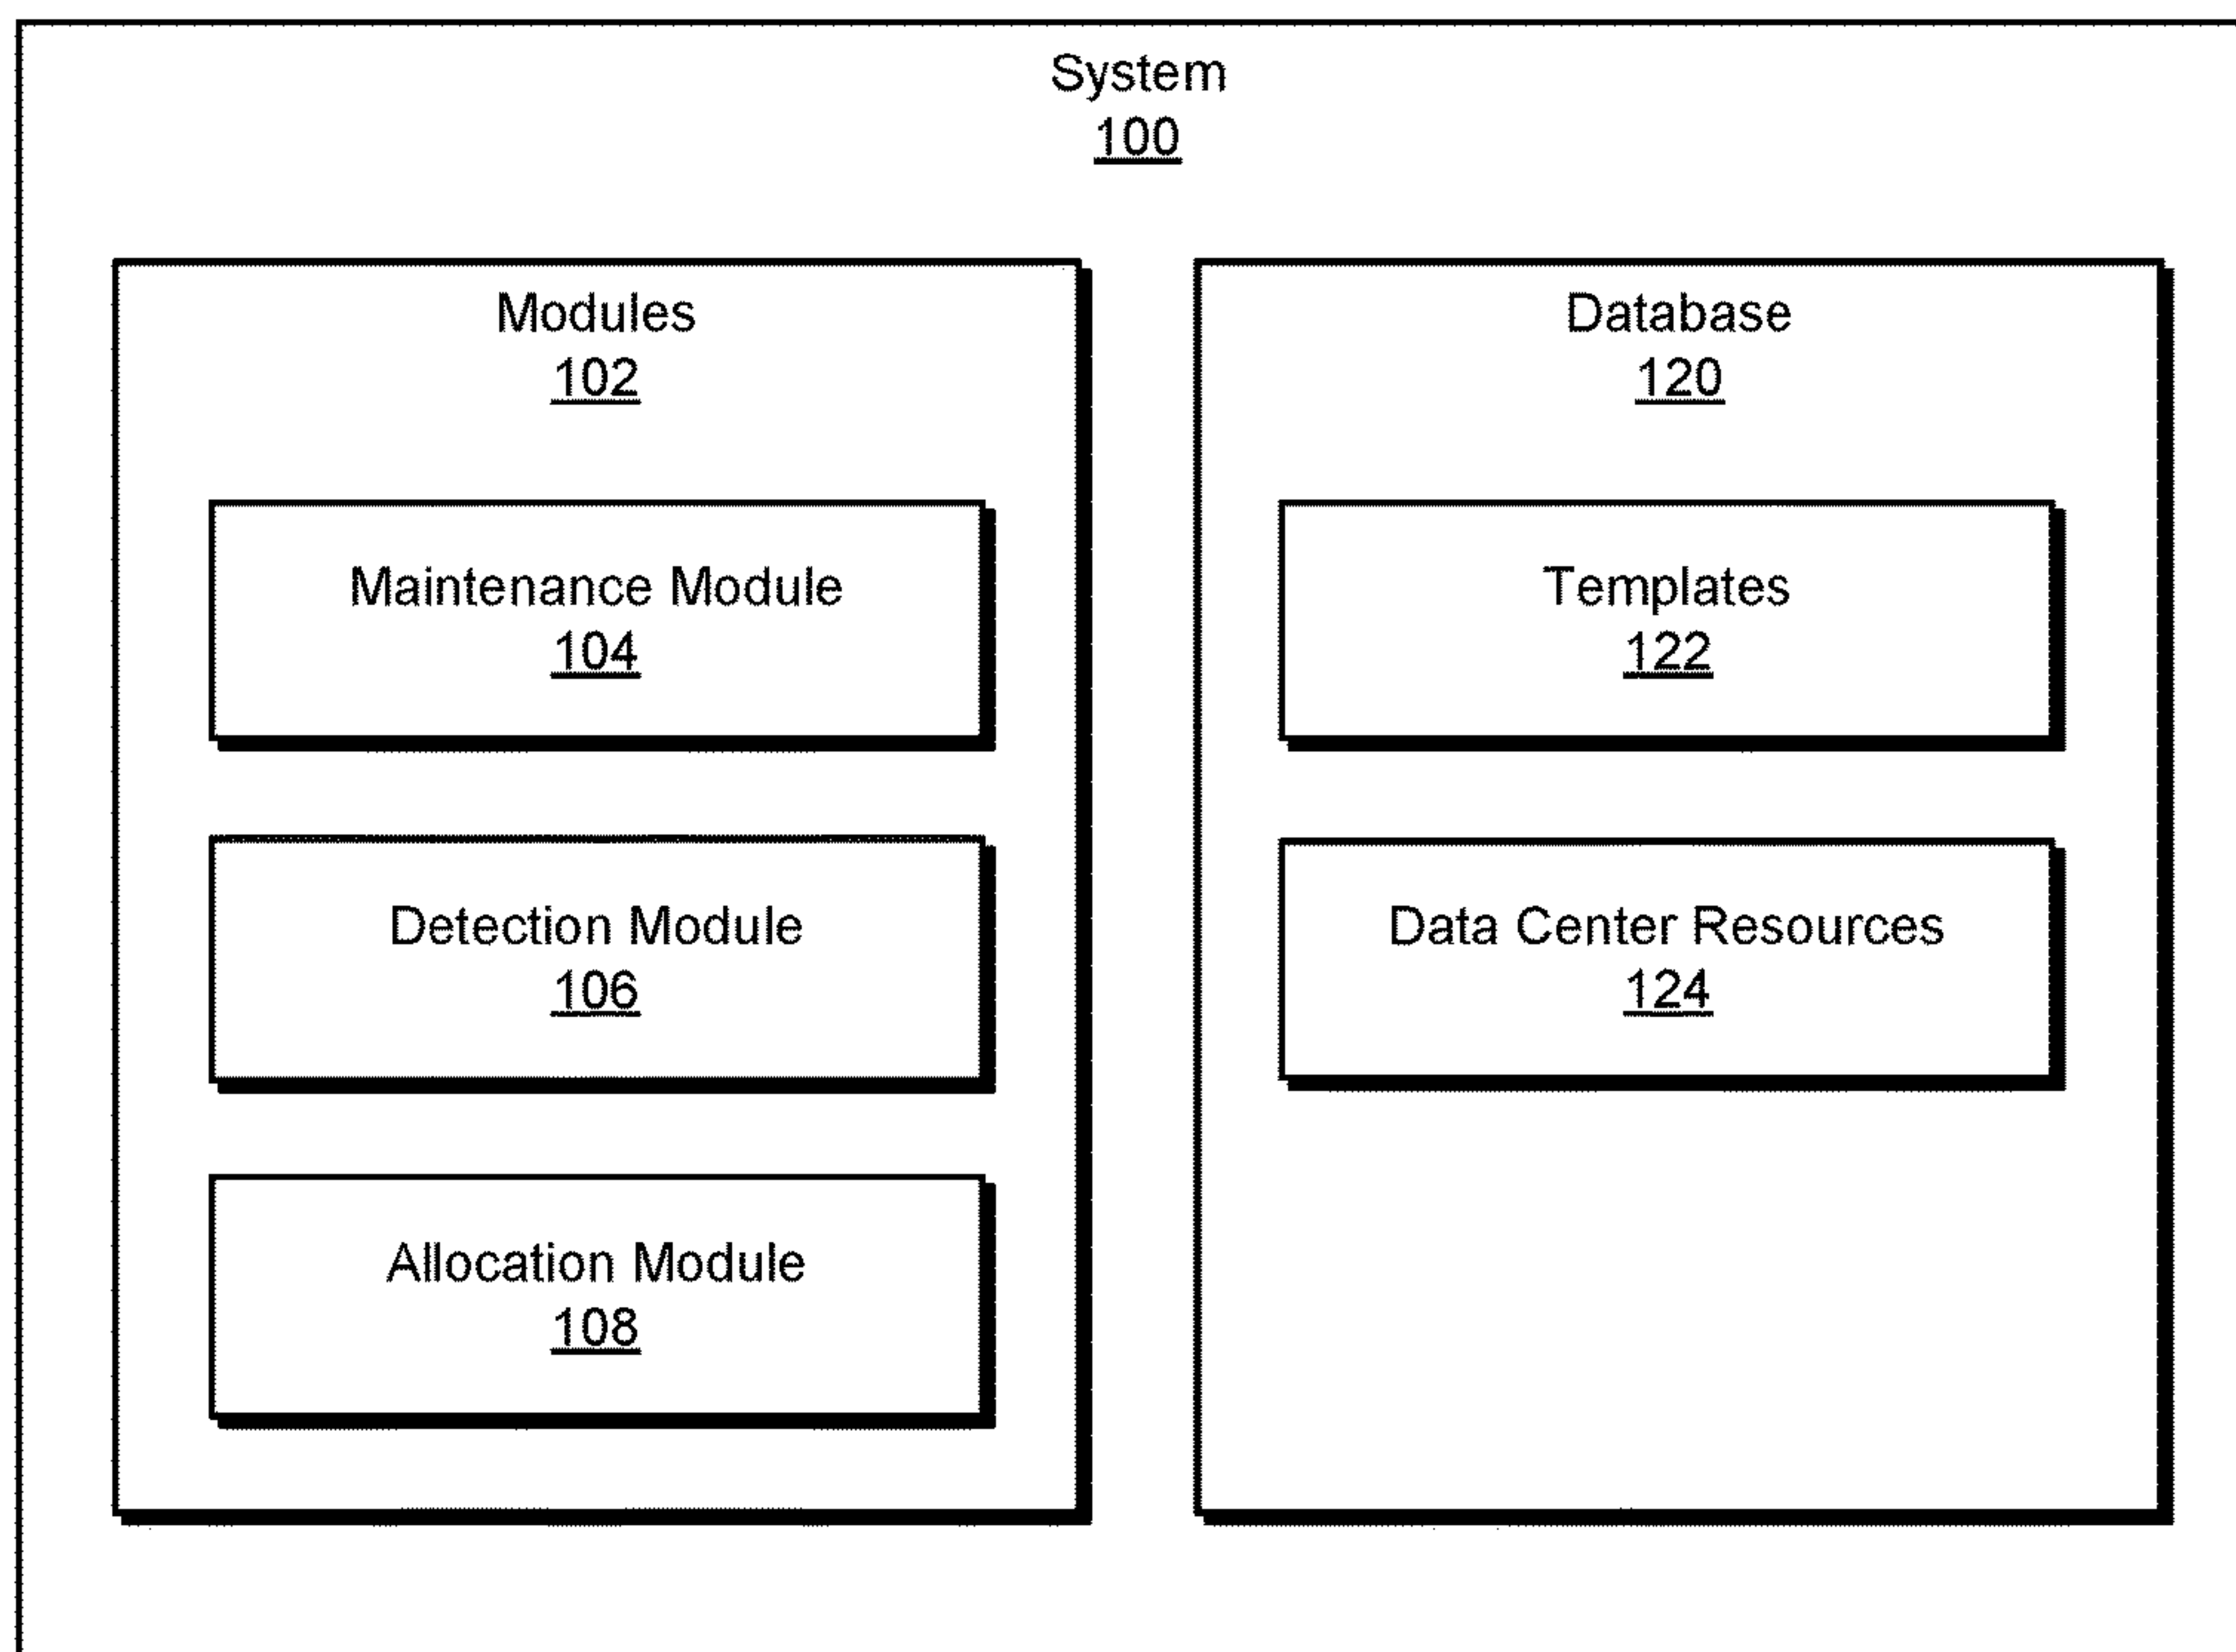 System
100
Modules
102
Maintenance Module
104
Detection Module
106
Allocation Module
108
Database
120
Templates
122
Data Center Resources
124